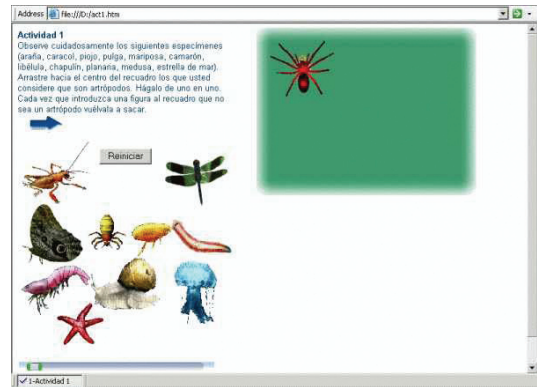 Address file:///D:/act1.htm
Actividad 1
Observe cuidadosamente los siguientes especímenes
(araña, caracol, piojo, pulga, mariposa, camarón,
libélula, chapulín, planaria, medusa, estrella de mar).
Arrastre hacia el centro del recuadro los que usted
considere que son artrópodos. Hágalo de uno en uno.
Cada vez que introduzca una figura al recuadro que no
sea un artrópodo vuélvala a sacar.
Reiniciar
1-Actividad 1